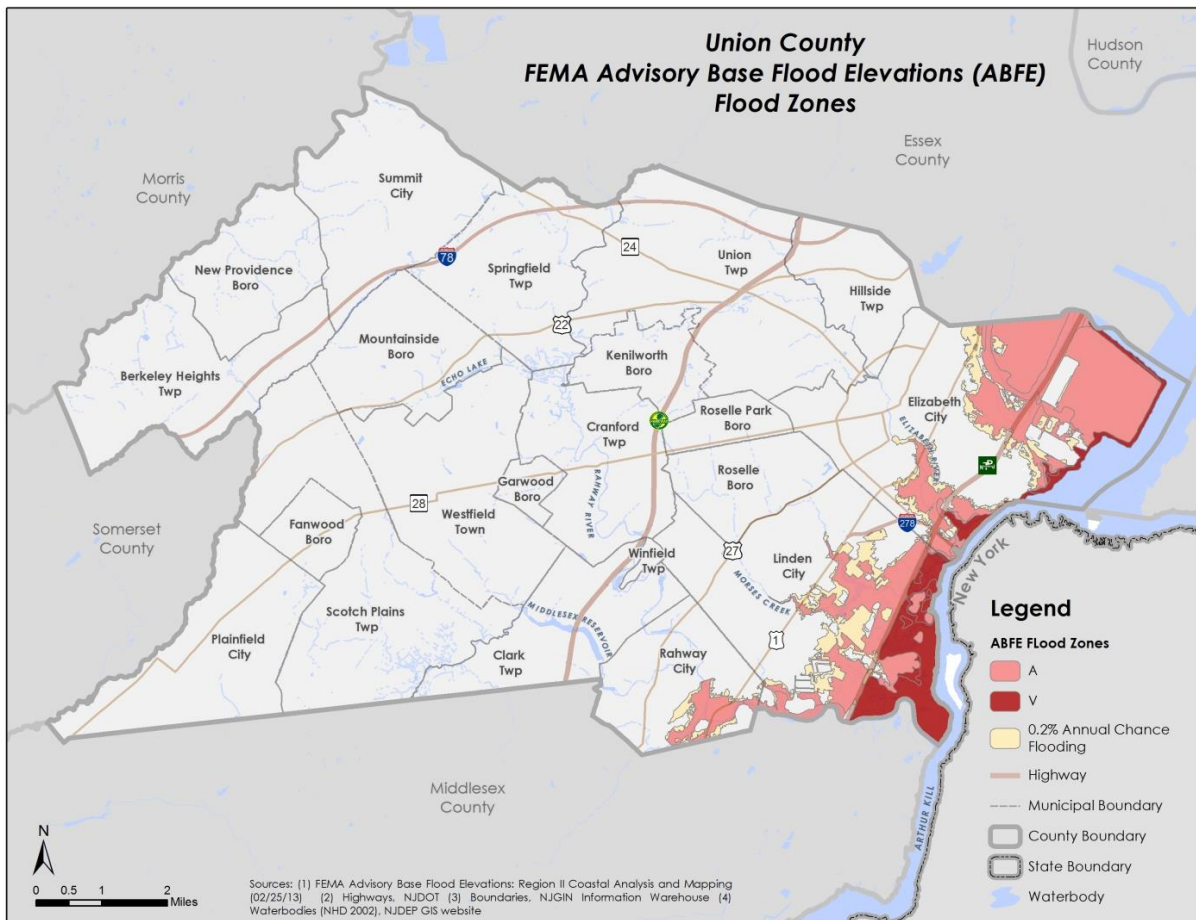 Union County
FEMA Advisory Base Flood Elevations (ABFE)
Flood Zones
Hudson
County
Essex
County
Morris
County
Summit
City
24
Union
Twp
78
New Providence
Boro
Springfield
Twp
Hillside
Twp
22
Mountainside
Boro
Kenilworth
Boro
Berkeley Heights
Twp
ECHO LAKE
Elizabeth
City
Roselle Park
Boro
Cranford
Twp
ELIZABETH RIVER
Roselle
Boro
Garwood
Boro
RAHWAY RIVER
28
Westfield
Town
Fanwood
Boro
278
Somerset
County
27
Winfield
Twp
Linden
City
New York
MORSES CREEK
Scotch Plains
Twp
MIDDLESEX RESERVOIR
Plainfield
City
Clark
Twp
Rahway
City
1
Middlesex
County
ARTHUR KILL
Legend
ABFE Flood Zones
A
V
0.2% Annual Chance
Flooding
Highway
Municipal Boundary
County Boundary
State Boundary
Waterbody
N
0 0.5 1 2
Miles
Sources: (1) FEMA Advisory Base Flood Elevations: Region II Coastal Analysis and Mapping
(02/25/13) (2) Highways, NJDOT (3) Boundaries, NJGIN Information Warehouse (4)
Waterbodies (NHD 2002), NJDEP GIS website